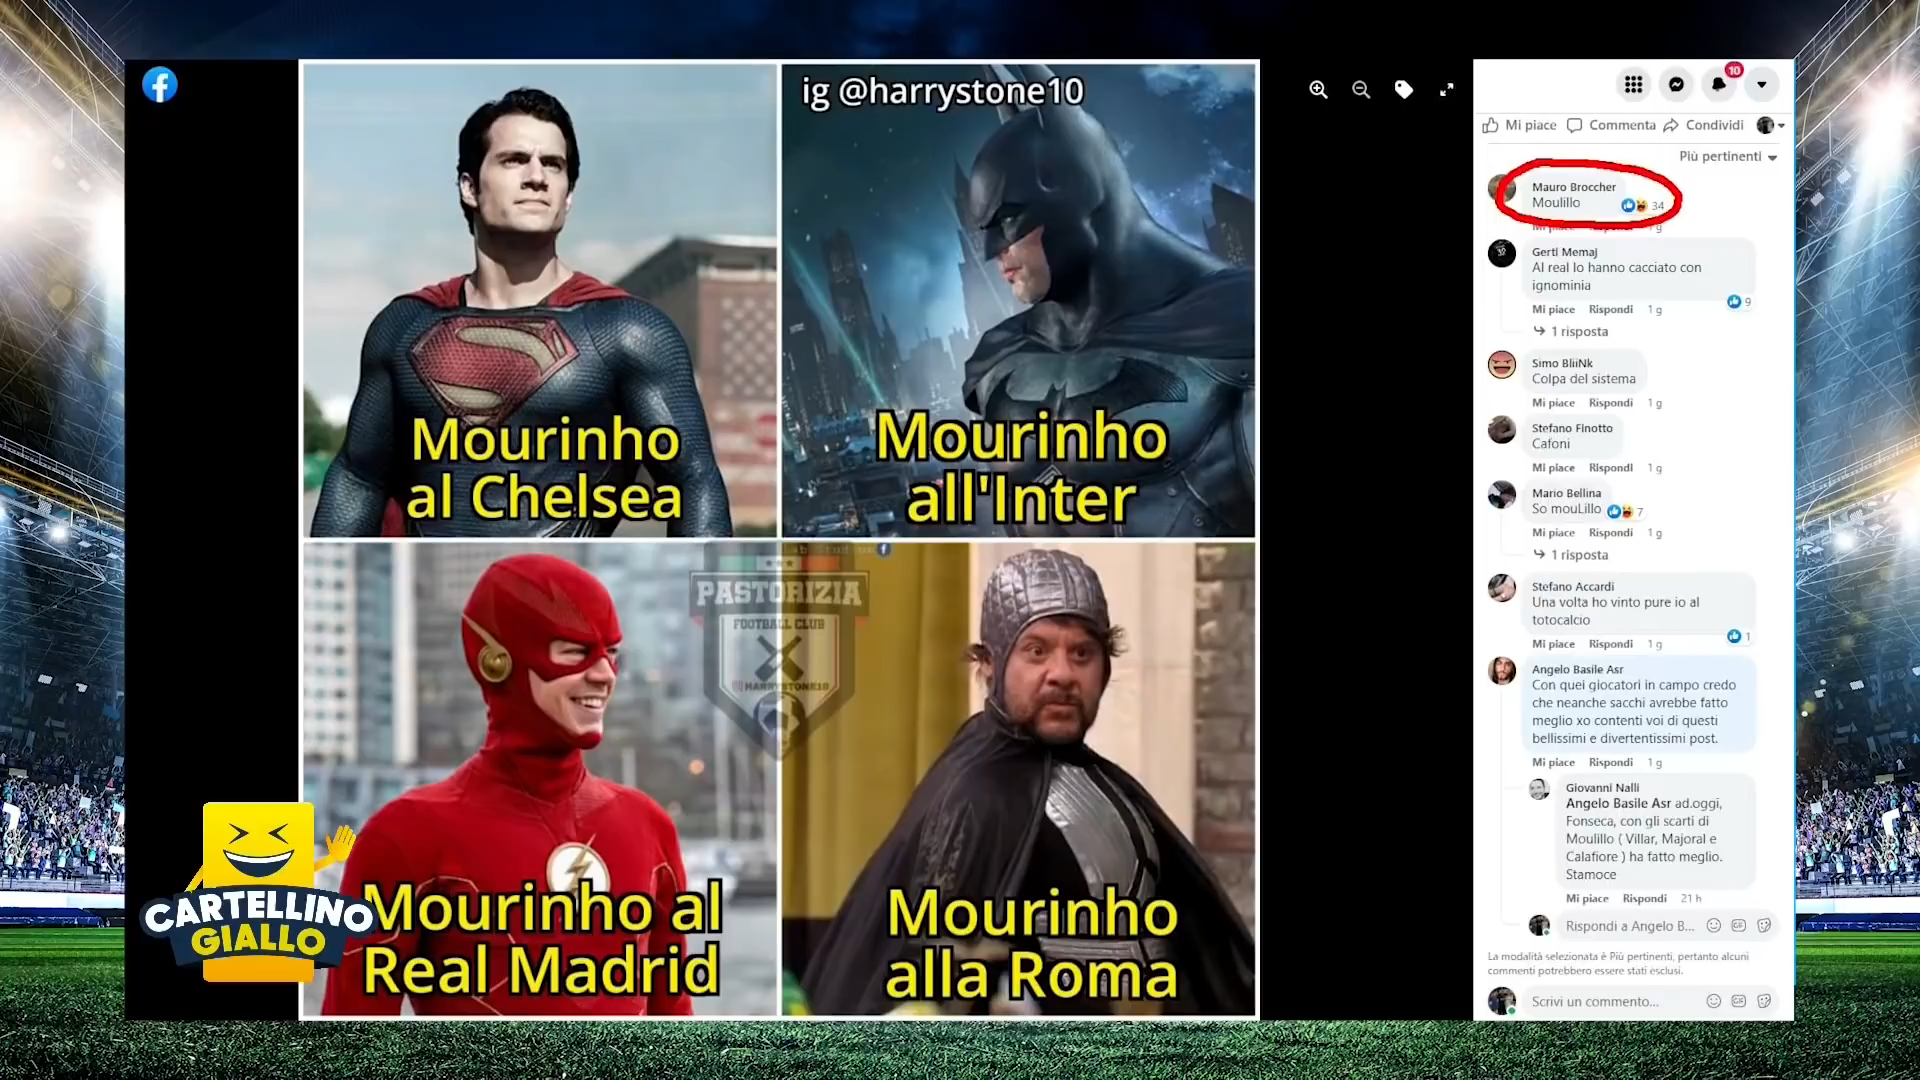 ig @harrystone10
Mourinho
al Chelsea
Mourinho
all'Inter
PASTORIZIA
FOOTBALL CLUB
HARRYSTONE10
Mourinho al
Real Madrid
Mourinho
alla Roma
CARTELLINO
GIALLO
10
Mi piace Commenta Condividi
Più pertinenti
Mauro Broccher
Moulillo
34
Mi piace Rispondi 1 g
Gerti Memaj
Al real lo hanno cacciato con
ignominia
9
Mi piace Rispondi 1 g
1 risposta
Simo BliiNk
Colpa del sistema
Mi piace Rispondi 1 g
Stefano Finotto
Cafoni
Mi piace Rispondi 1 g
Mario Bellina
So mouLillo
7
Mi piace Rispondi 1 g
1 risposta
Stefano Accardi
Una volta ho vinto pure io al
totocalcio
1
Mi piace Rispondi 1 g
Angelo Basile Asr
Con quei giocatori in campo credo
che neanche sacchi avrebbe fatto
meglio xo contenti voi di questi
bellissimi e divertentissimi post.
Mi piace Rispondi 1 g
Giovanni Nalli
Angelo Basile Asr ad.oggi,
Fonseca, con gli scarti di
Moulillo ( Villar, Majoral e
Calafiore ) ha fatto meglio.
Stamoce
Mi piace Rispondi 21 h
Rispondi a Angelo B...
GIF
La modalità selezionata è Più pertinenti, pertanto alcuni
commenti potrebbero essere stati esclusi.
Scrivi un commento...
GIF